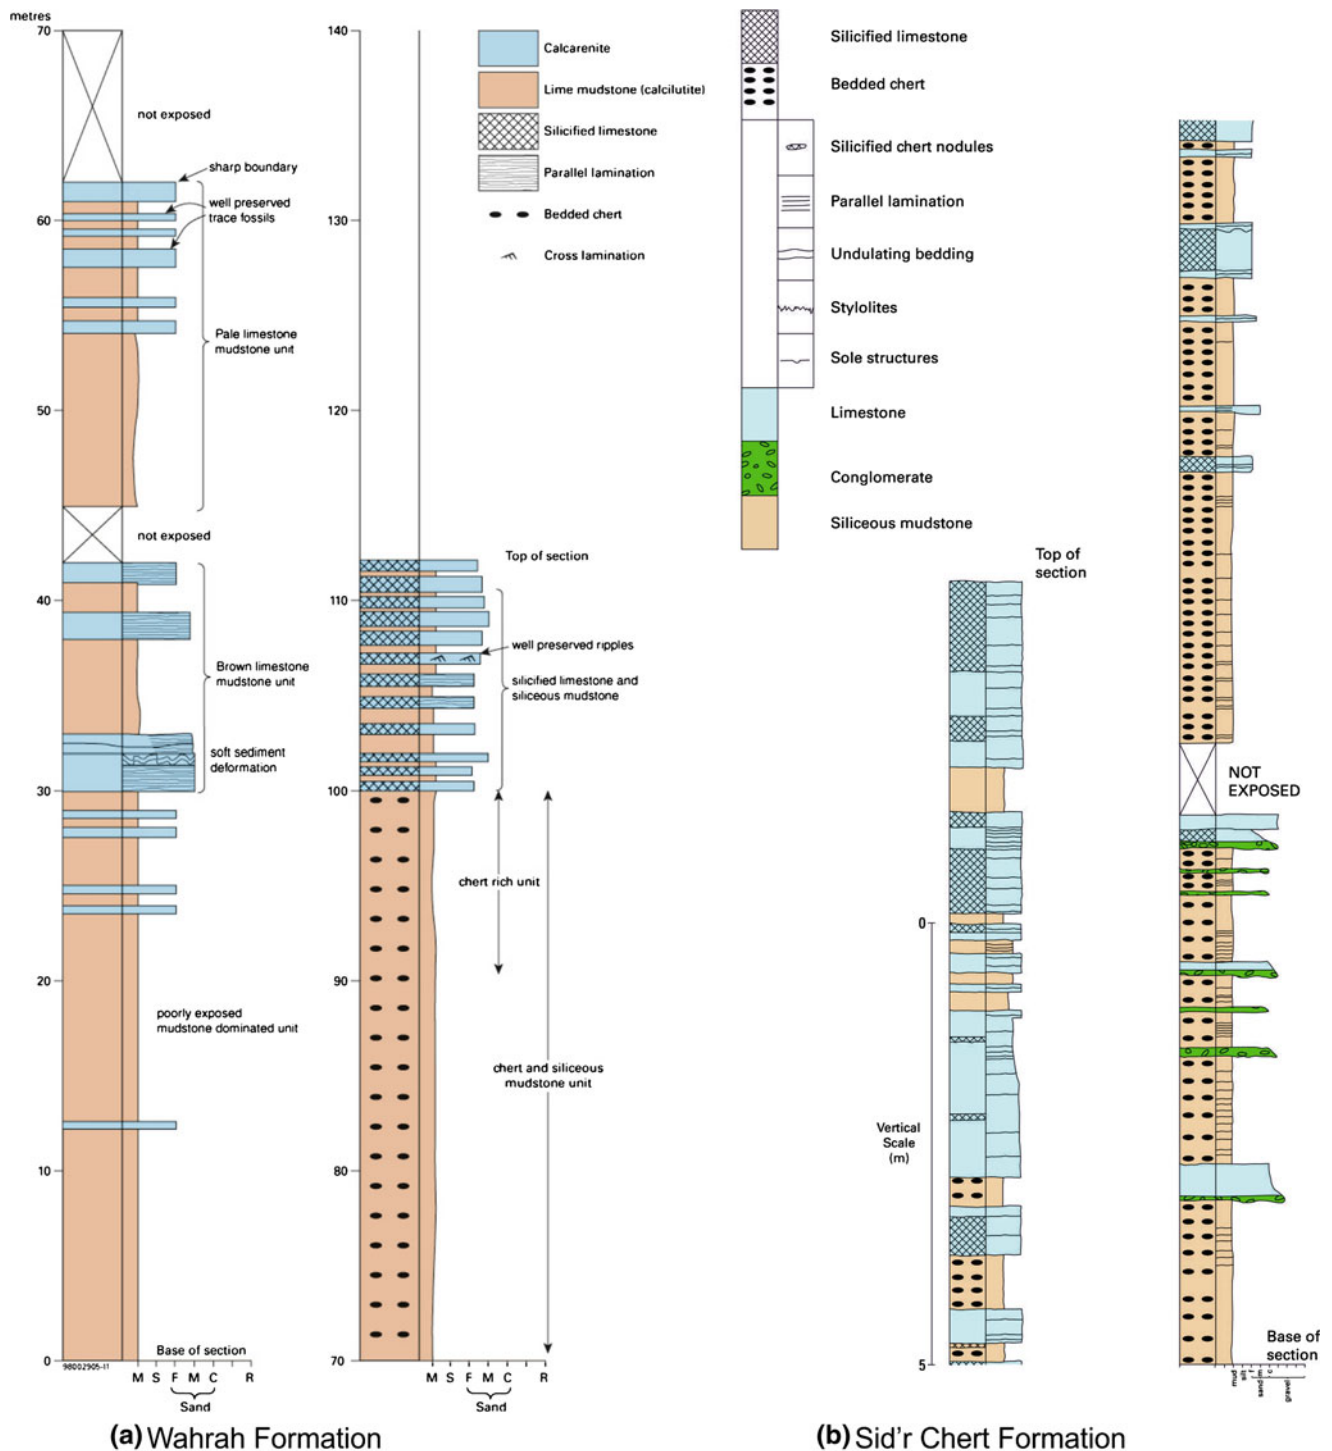 metres
70
not exposed
sharp boundary
60
well preserved
trace fossils
Pale limestone
mudstone unit
50
not exposed
40
Brown limestone
mudstone unit
soft sediment
deformation
30
20
poorly exposed
mudstone dominated unit
10
0
98002905-11
Base of section
M S F M C R
Sand
140
Calcarenite
Lime mudstone (calcilutite)
Silicified limestone
Parallel lamination
130
Bedded chert
Cross lamination
120
Top of section
110
well preserved ripples
silicified limestone and
siliceous mudstone
100
chert rich unit
90
chert and siliceous
mudstone unit
80
70
M S F M C R
Sand
(a) Wahrah Formation
Silicified limestone
Bedded chert
Silicified chert nodules
Parallel lamination
Undulating bedding
Stylolites
Sole structures
Limestone
Conglomerate
Siliceous mudstone
Top of
section
0
Vertical
Scale
(m)
5
NOT
EXPOSED
Base of
section
mud
silt
f
sand m
c
gravel
(b) Sid'r Chert Formation